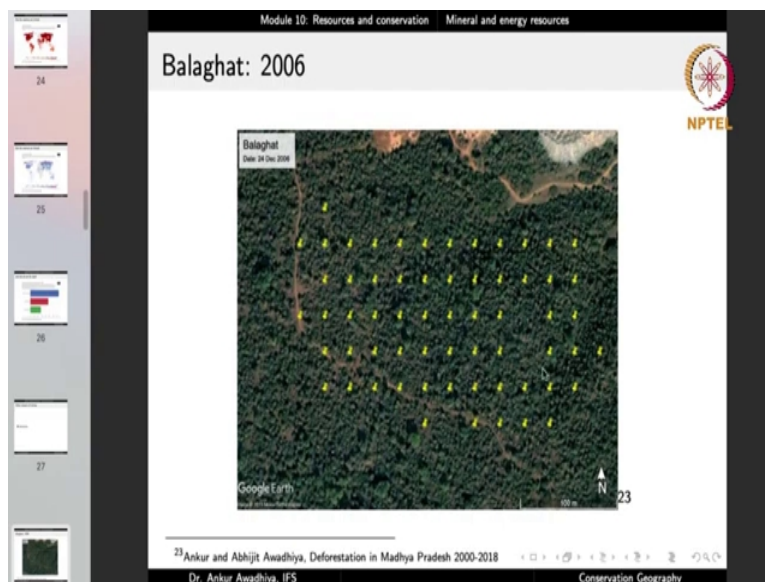 Module 10: Resources and conservation Mineral and energy resources
Balaghat: 2006
NPTEL
24
25
26
27
Balaghat
Date: 24 Dec 2006
Google Earth
N
23
23 Ankur and Abhijit Awadhiya, Deforestation in Madhya Pradesh 2000-2018
Dr. Ankur Awadhiya, IFS Conservation Geography